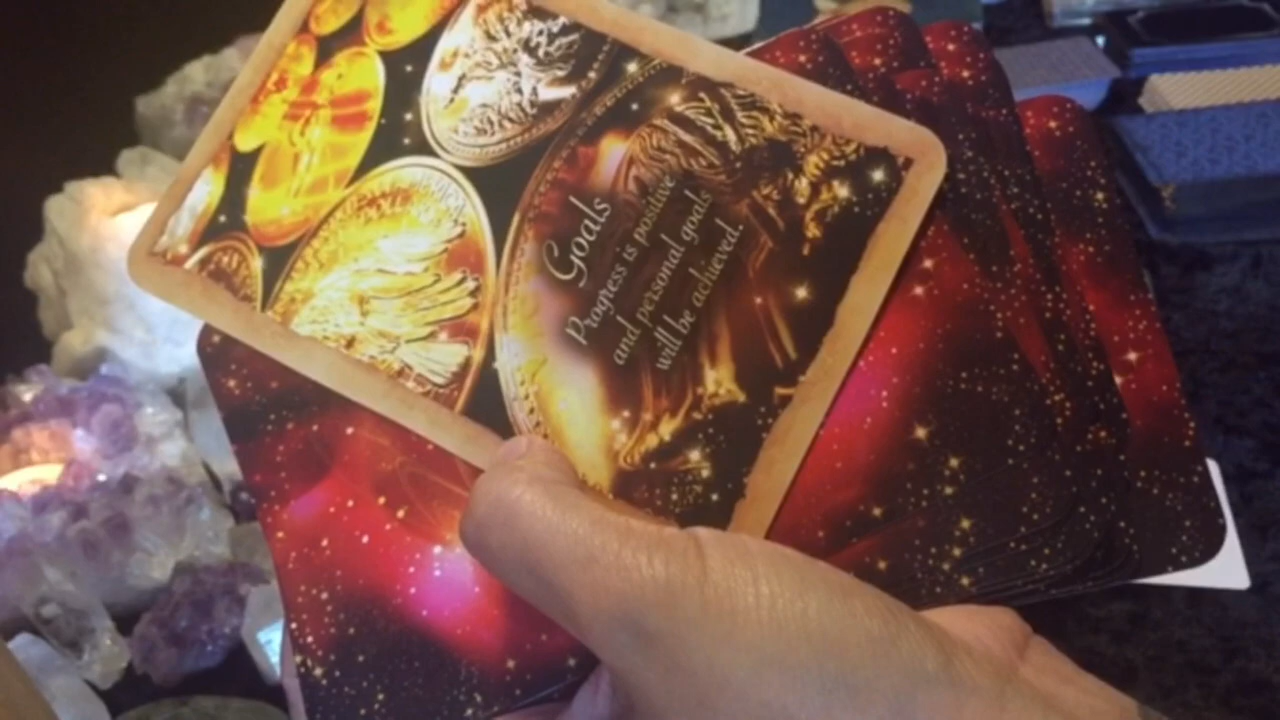 Goals
Progress is positive
and personal goals
will be achieved.